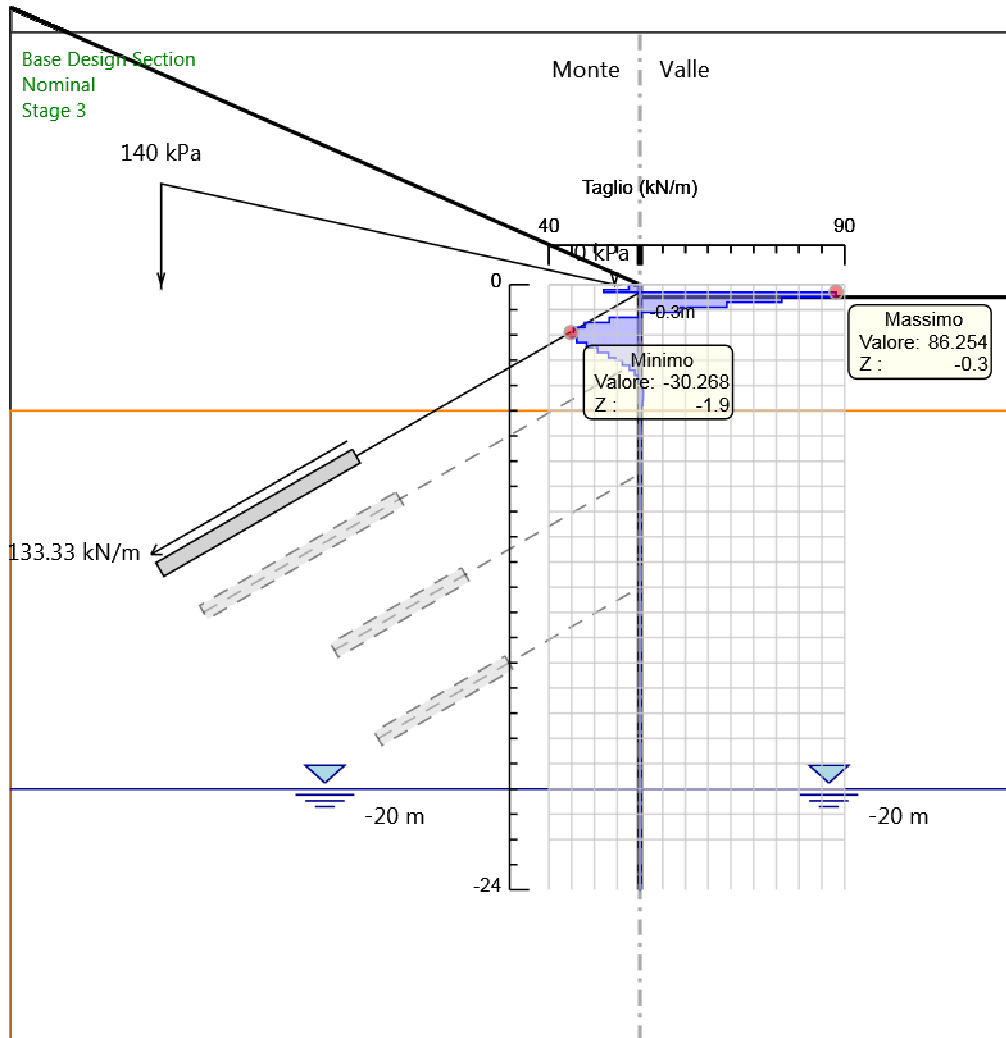 Base Design Section
Nominal
Stage 3
Monte
Valle
140 kPa
Taglio (kN/m)
40
90
0 kPa
0
-0.3m
Massimo
Valore: 86.254
Z : -0.3
Minimo
Valore: -30.268
Z : -1.9
133.33 kN/m
-20 m
-20 m
-24